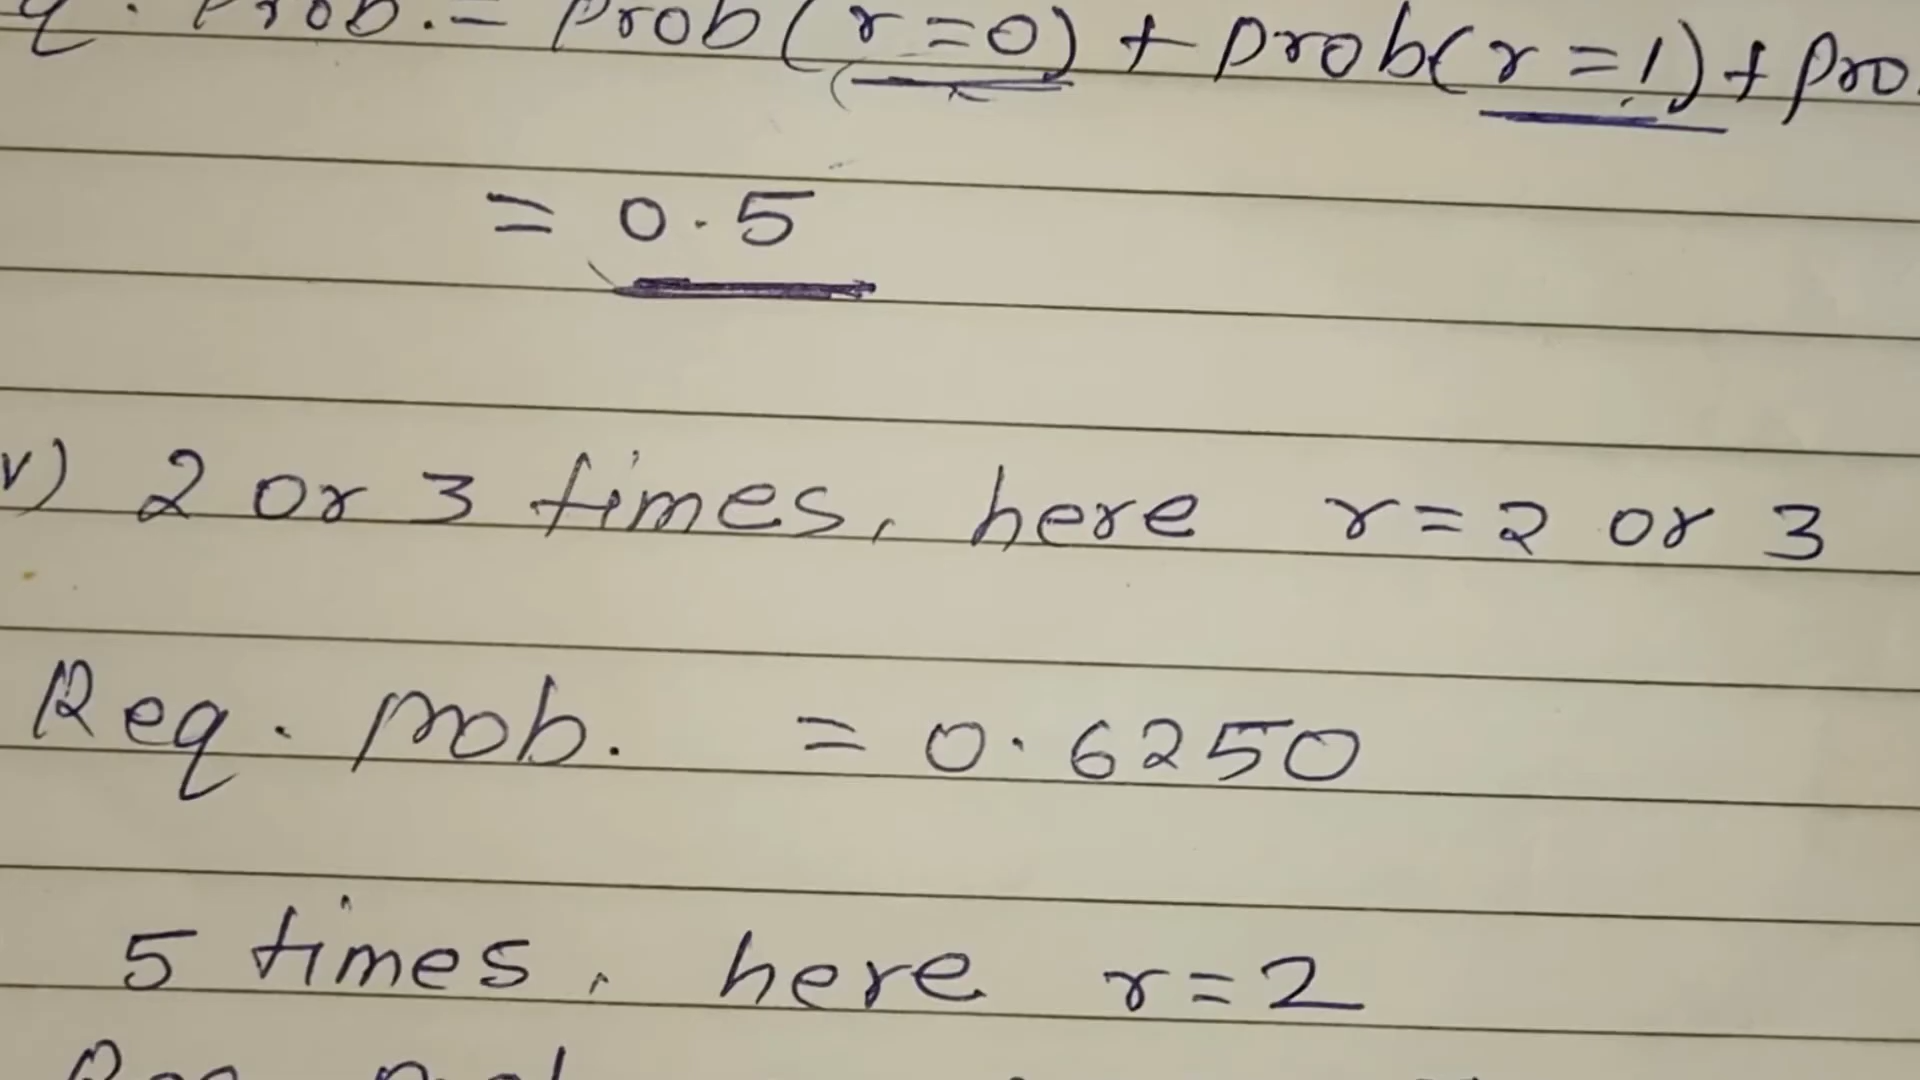 Prob. = Prob (r=0) + Prob(r=1) + Pro
= 0.5
v) 2 or 3 times, here r=2 or 3
Req. prob. = 0.6250
5 times, here r=2